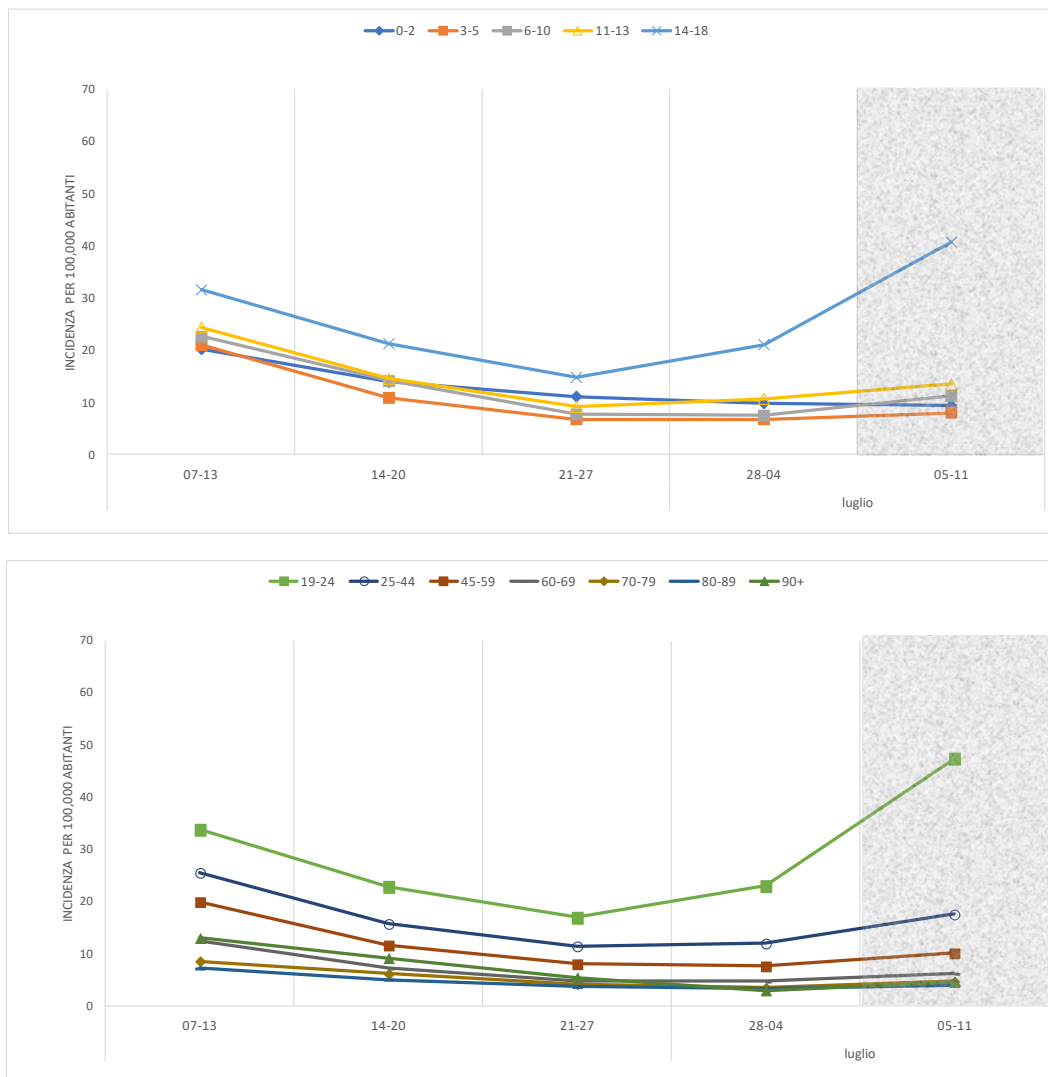 0-2 3-5 6-10 11-13 14-18
INCIDENZA PER 100,000 ABITANTI
70
60
50
40
30
20
10
0
07-13 14-20 21-27 28-04 05-11
luglio
19-24 25-44 45-59 60-69 70-79 80-89 90+
INCIDENZA PER 100,000 ABITANTI
70
60
50
40
30
20
10
0
07-13 14-20 21-27 28-04 05-11
luglio